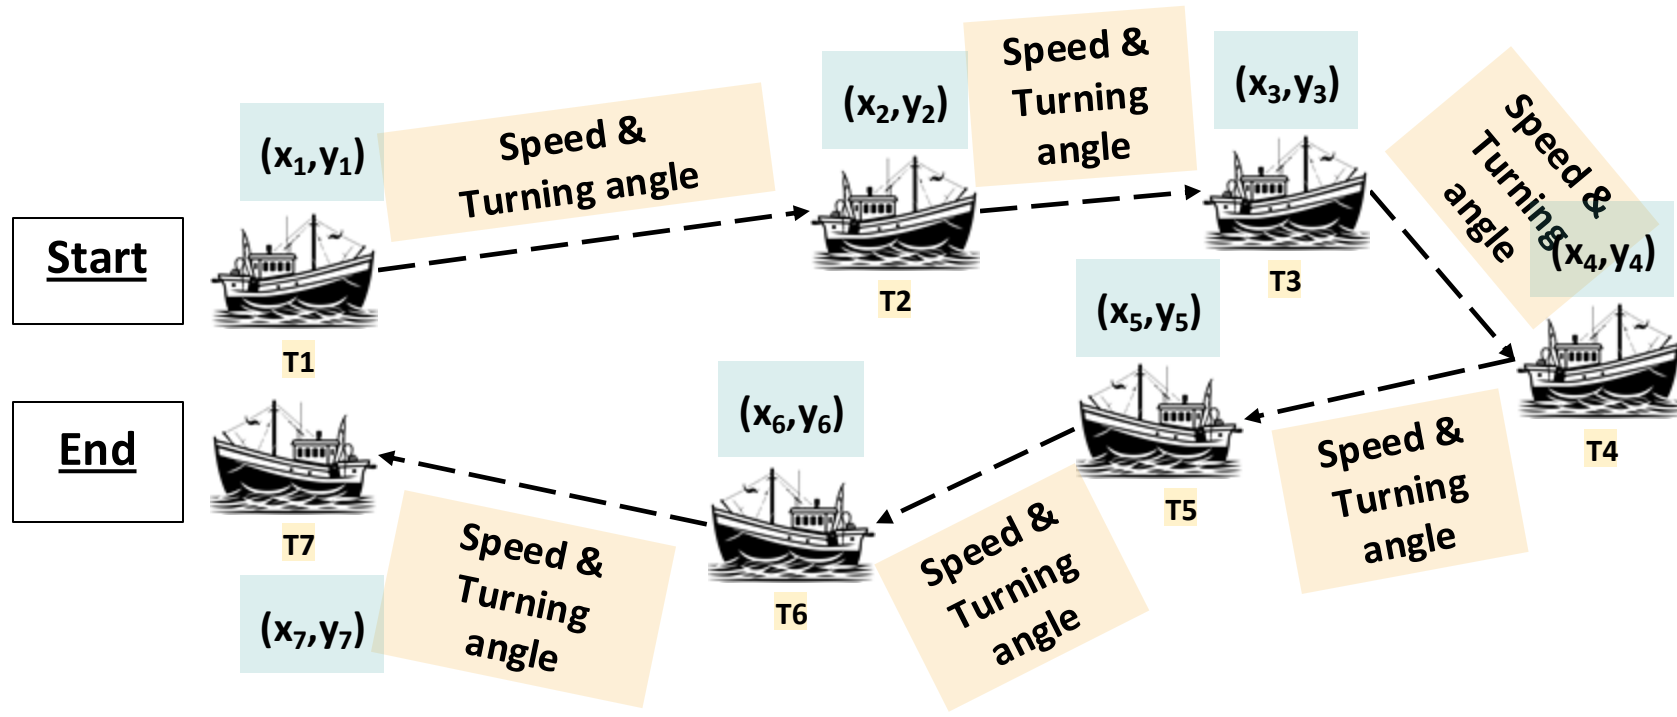 Start
(x₁,y₁)
T1
Speed &
Turning angle
(x₂,y₂)
T2
Speed &
Turning
angle
(x₃,y₃)
T3
Speed &
Turning
angle
(x₄,y₄)
T4
Speed &
Turning
angle
(x₅,y₅)
T5
Speed &
Turning
angle
(x₆,y₆)
T6
Speed &
Turning
angle
End
T7
(x₇,y₇)